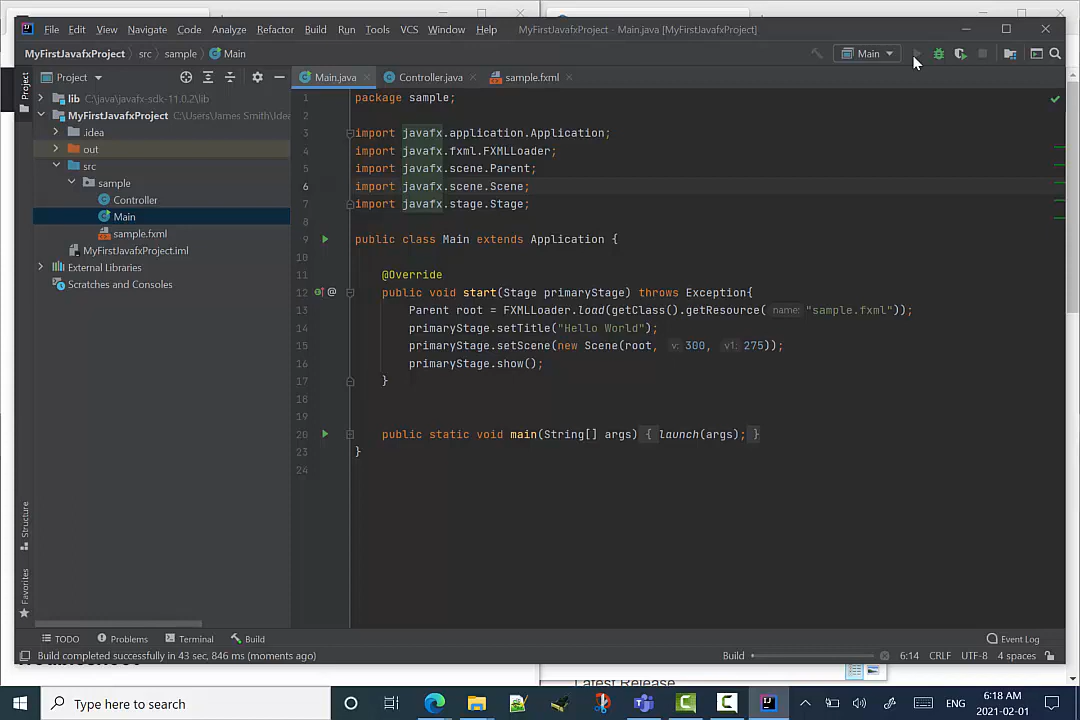 File Edit View Navigate Code Analyze Refactor Build Run Tools VCS Window Help MyFirstJavafxProject - Main.java [MyFirstJavafxProject]
MyFirstJavafxProject src sample Main Main
Project Main.java Controller.java sample.fxml
Project
lib C:\java\javafx-sdk-11.0.2\lib
MyFirstJavafxProject C:\Users\James Smith\Idea
.idea
out
src
sample
Controller
Main
sample.fxml
MyFirstJavafxProject.iml
External Libraries
Scratches and Consoles
Structure
Favorites
1 package sample;
2
3 import javafx.application.Application;
4 import javafx.fxml.FXMLLoader;
5 import javafx.scene.Parent;
6 import javafx.scene.Scene;
7 import javafx.stage.Stage;
8
9 public class Main extends Application {
10
11 @Override
12 public void start(Stage primaryStage) throws Exception{
13 Parent root = FXMLLoader.load(getClass().getResource( name: "sample.fxml"));
14 primaryStage.setTitle("Hello World");
15 primaryStage.setScene(new Scene(root, v: 300, v1: 275));
16 primaryStage.show();
17 }
18
19
20 public static void main(String[] args) { launch(args); }
23 }
24
TODO Problems Terminal Build Event Log
Build completed successfully in 43 sec, 846 ms (moments ago) Build 6:14 CRLF UTF-8 4 spaces
Latest Release
Type here to search ENG 6:18 AM
2021-02-01